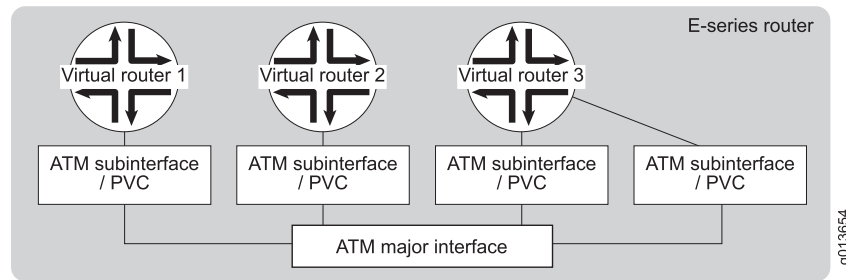 E-series router
Virtual router 1
Virtual router 2
Virtual router 3
ATM subinterface
/ PVC
ATM subinterface
/ PVC
ATM subinterface
/ PVC
ATM subinterface
/ PVC
ATM major interface
g013654